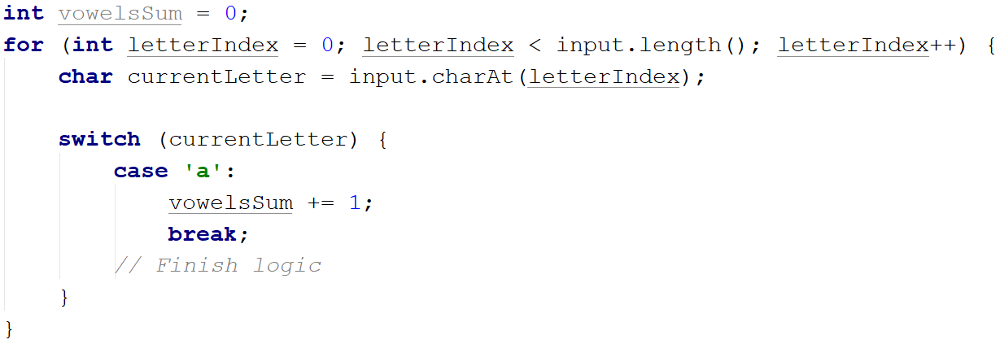 int vowelsSum = 0;
for (int letterIndex = 0; letterIndex < input.length(); letterIndex++) {
    char currentLetter = input.charAt(letterIndex);

    switch (currentLetter) {
        case 'a':
            vowelsSum += 1;
            break;
        // Finish logic
    }
}